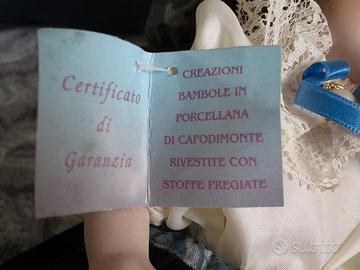 Certificato
di
Garanzia
CREAZIONI
BAMBOLE IN
PORCELLANA
DI CAPODIMONTE
RIVESTITE CON
STOFFE PREGIATE
subito